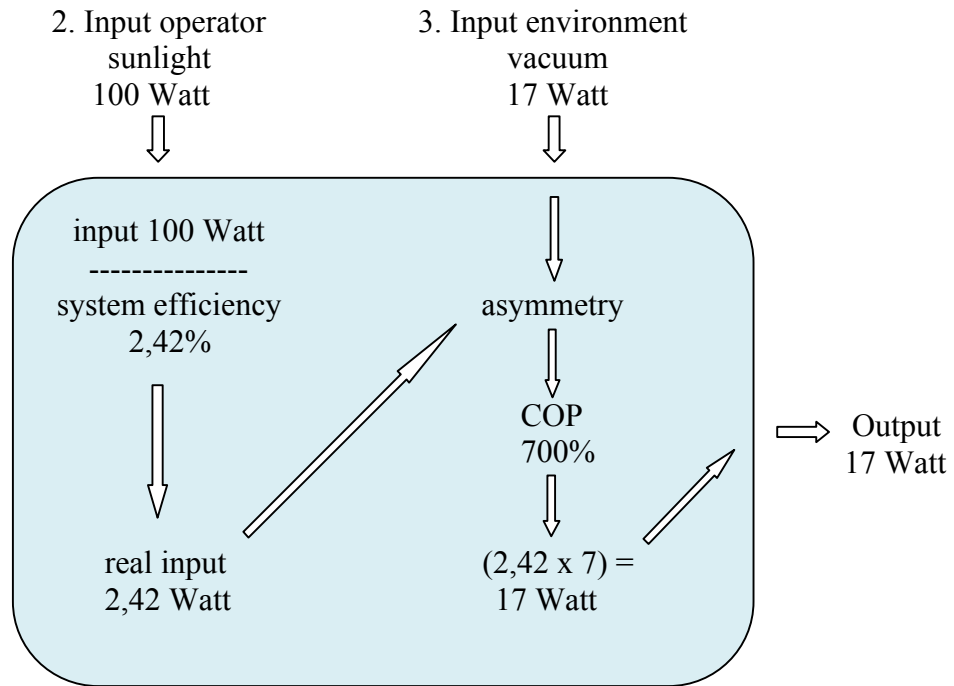 2. Input operator
sunlight
100 Watt
3. Input environment
vacuum
17 Watt
input 100 Watt
---------------
system efficiency
2,42%
real input
2,42 Watt
asymmetry
COP
700%
(2,42 x 7) =
17 Watt
Output
17 Watt